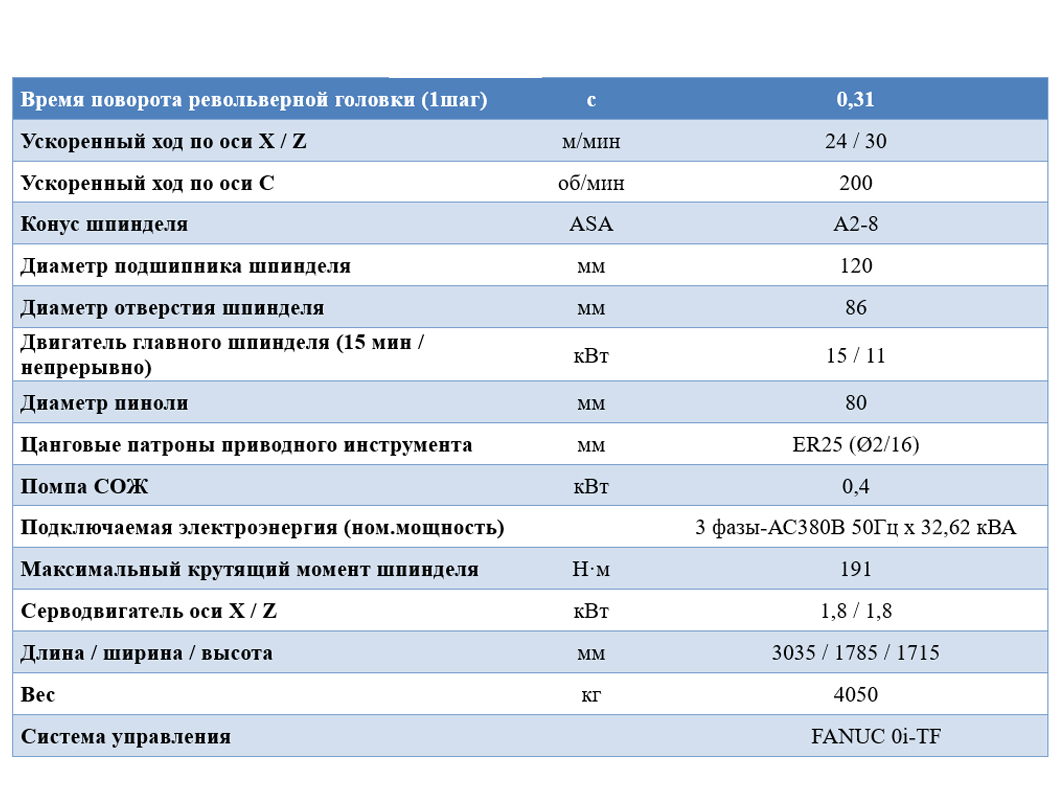 Время поворота револьверной головки (1шаг) с 0,31
Ускоренный ход по оси X / Z м/мин 24 / 30
Ускоренный ход по оси C об/мин 200
Конус шпинделя ASA A2-8
Диаметр подшипника шпинделя мм 120
Диаметр отверстия шпинделя мм 86
Двигатель главного шпинделя (15 мин /
непрерывно) кВт 15 / 11
Диаметр пиноли мм 80
Цанговые патроны приводного инструмента мм ER25 (Ø2/16)
Помпа СОЖ кВт 0,4
Подключаемая электроэнергия (ном.мощность) 3 фазы-AC380В 50Гц x 32,62 кВА
Максимальный крутящий момент шпинделя Н·м 191
Серводвигатель оси X / Z кВт 1,8 / 1,8
Длина / ширина / высота мм 3035 / 1785 / 1715
Вес кг 4050
Система управления FANUC 0i-TF